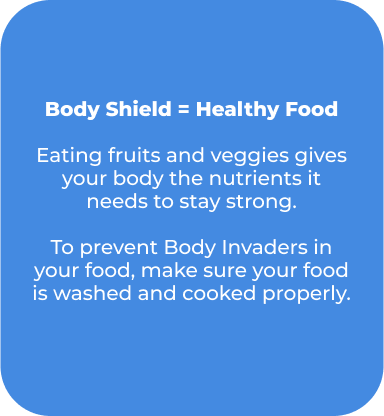 Body Shield = Healthy Food
Eating fruits and veggies gives
your body the nutrients it
needs to stay strong.
To prevent Body Invaders in
your food, make sure your food
is washed and cooked properly.